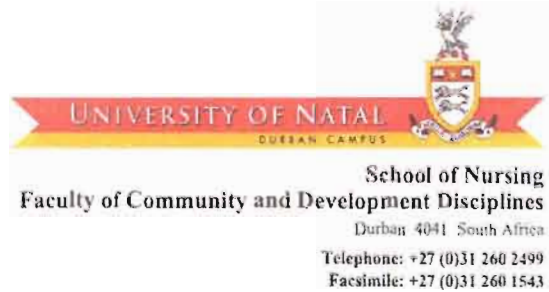 UNIVERSITY OF NATAL
DURBAN CAMPUS
School of Nursing
Faculty of Community and Development Disciplines
Durban 4041 South Africa
Telephone: +27 (0)31 260 2499
Facsimile: +27 (0)31 260 1543